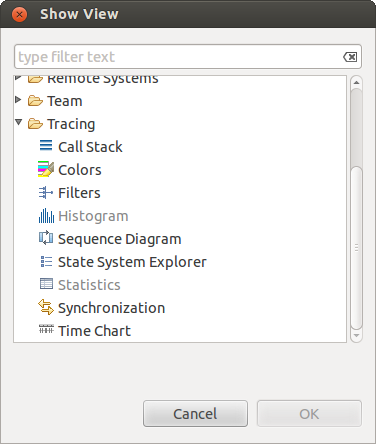 Show View
type filter text
Remote Systems
Team
Tracing
Call Stack
Colors
Filters
Histogram
Sequence Diagram
State System Explorer
Statistics
Synchronization
Time Chart
Cancel
OK